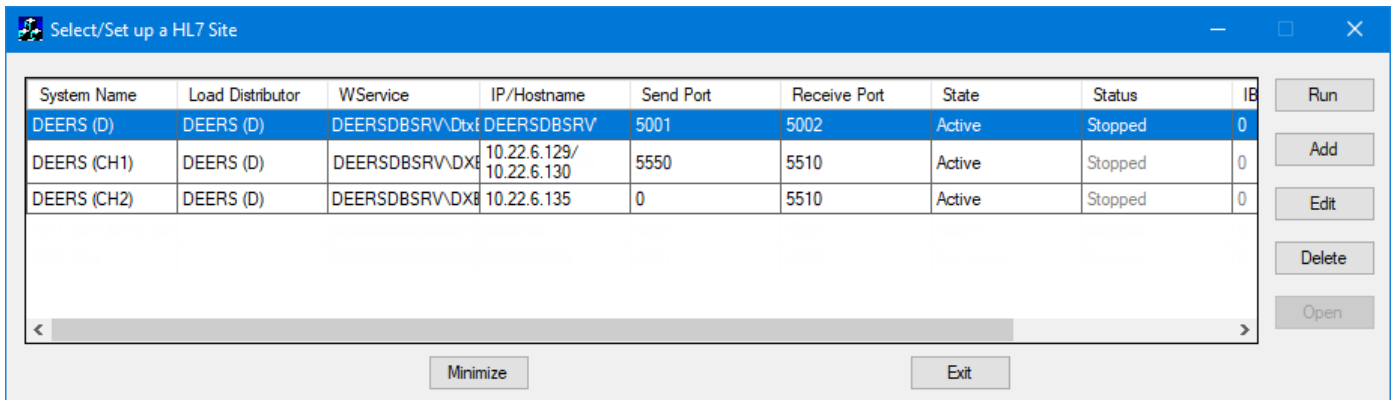 Select/Set up a HL7 Site
System Name Load Distributor WService IP/Hostname Send Port Receive Port State Status IB
DEERS (D) DEERS (D) DEERSDBSRV\DtxE DEERSDBSRV 5001 5002 Active Stopped 0
DEERS (CH1) DEERS (D) DEERSDBSRV\DXE 10.22.6.129/ 5550 5510 Active Stopped 0
10.22.6.130
DEERS (CH2) DEERS (D) DEERSDBSRV\DXE 10.22.6.135 0 5510 Active Stopped 0
Run
Add
Edit
Delete
Open
Minimize Exit